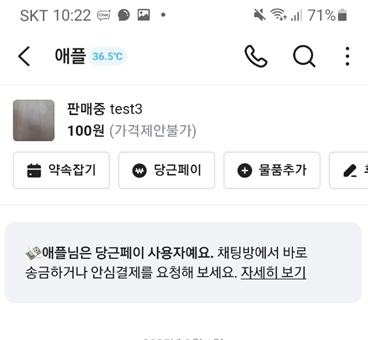 SKT 10:22 71%
애플 36.5℃
판매중 test3
100원 (가격제안불가)
약속잡기 당근페이 물품추가
💸애플님은 당근페이 사용자예요. 채팅방에서 바로
송금하거나 안심결제를 요청해 보세요. 자세히 보기